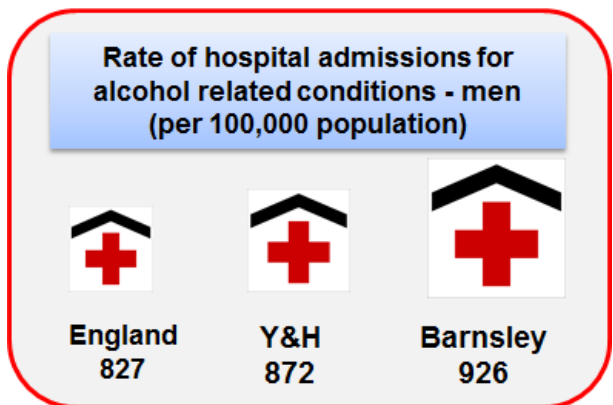 Rate of hospital admissions for
alcohol related conditions - men
(per 100,000 population)
England
827
Y&H
872
Barnsley
926